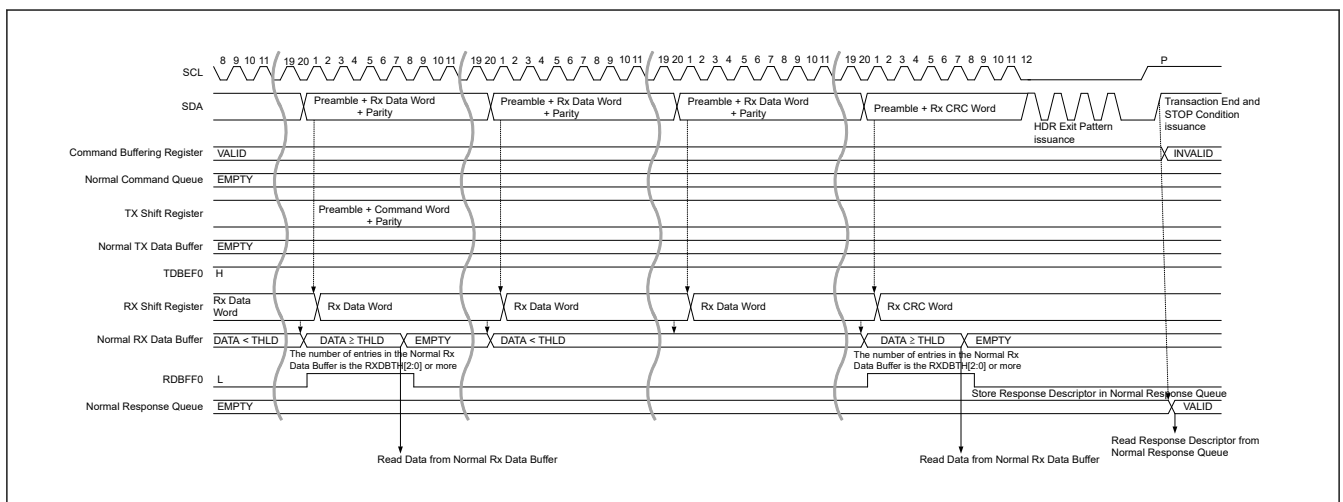 SCL 8 9 10 11 19 20 1 2 3 4 5 6 7 8 9 10 11 19 20 1 2 3 4 5 6 7 8 9 10 11 19 20 1 2 3 4 5 6 7 8 9 10 11 19 20 1 2 3 4 5 6 7 8 9 10 11 12 P
SDA
Preamble + Rx Data Word
+ Parity
Preamble + Rx Data Word
+ Parity
Preamble + Rx Data Word
+ Parity
Preamble + Rx CRC Word
HDR Exit Pattern
issuance
Transaction End and
STOP Condition
issuance
Command Buffering Register VALID INVALID
Normal Command Queue EMPTY
TX Shift Register
Preamble + Command Word
+ Parity
Normal TX Data Buffer EMPTY
TDBEF0 H
RX Shift Register
Rx Data
Word
Rx Data Word Rx Data Word Rx Data Word Rx CRC Word
Normal RX Data Buffer DATA < THLD DATA ≥ THLD EMPTY DATA < THLD DATA ≥ THLD EMPTY
The number of entries in the Normal Rx
Data Buffer is the RXDBTH[2:0] or more
The number of entries in the Normal Rx
Data Buffer is the RXDBTH[2:0] or more
RDBFF0 L
Store Response Descriptor in Normal Response Queue
Normal Response Queue EMPTY VALID
Read Data from Normal Rx Data Buffer
Read Data from Normal Rx Data Buffer
Read Response Descriptor from
Normal Response Queue